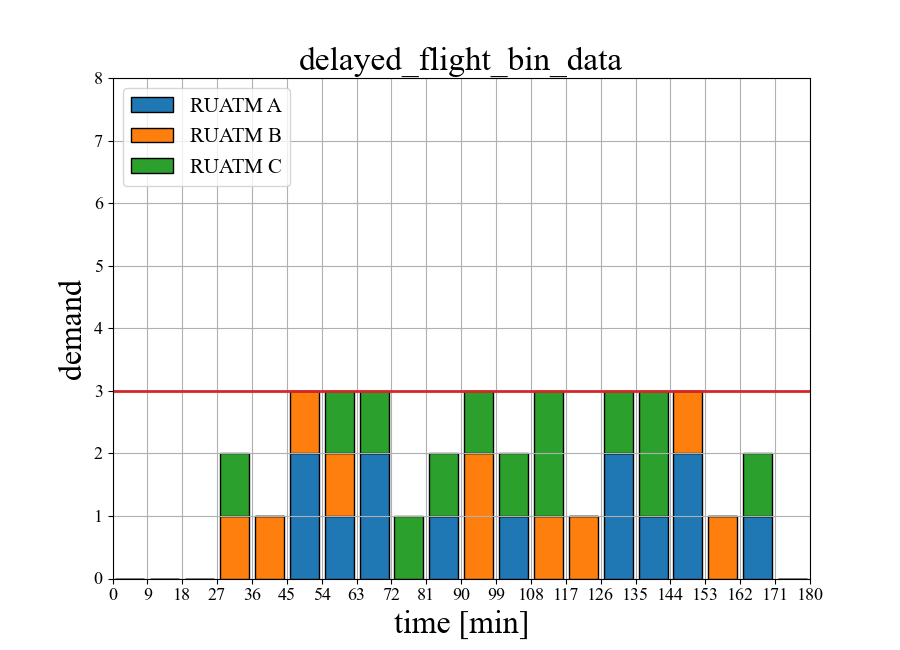 delayed_flight_bin_data
8
RUATM A
7
RUATM B
RUATM C
6
5
4
demand
3
2
1
0
0 9 18 27 36 45 54 63 72 81 90 99 108 117 126 135 144 153 162 171 180
time [min]